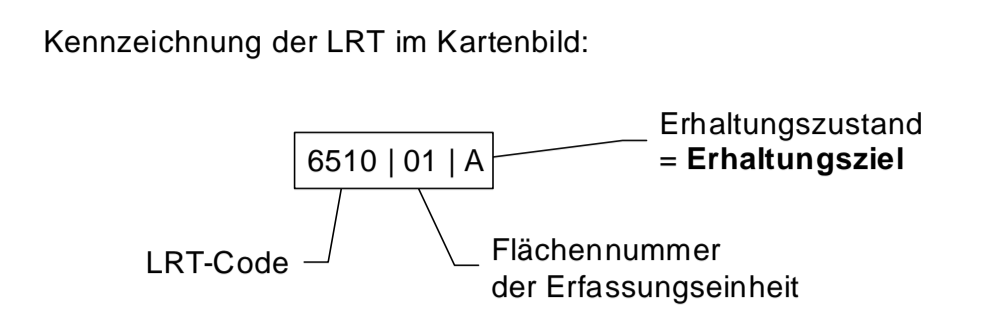 Kennzeichnung der LRT im Kartenbild:
Erhaltungszustand
= Erhaltungsziel
6510 | 01 | A
LRT-Code
Flächennummer
der Erfassungseinheit